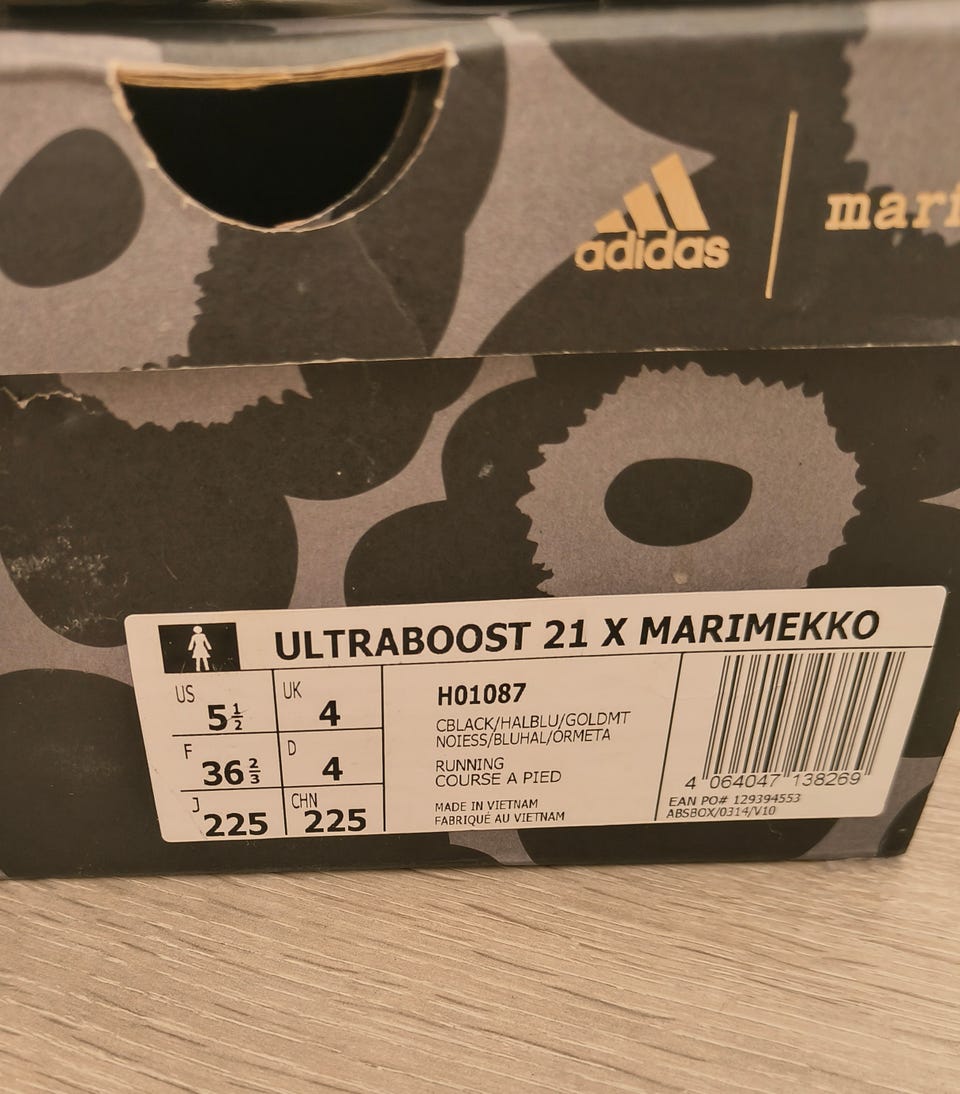 adidas
mari
ULTRABOOST 21 X MARIMEKKO
US 5½
UK 4
F 36⅔
D 4
J 225
CHN 225
H01087
CBLACK/HALBLU/GOLDMT
NOIESS/BLUHAL/ORMETA
RUNNING
COURSE A PIED
MADE IN VIETNAM
FABRIQUÉ AU VIETNAM
4 064047 138269
EAN PO# 129394553
ABSBOX/0314/V10